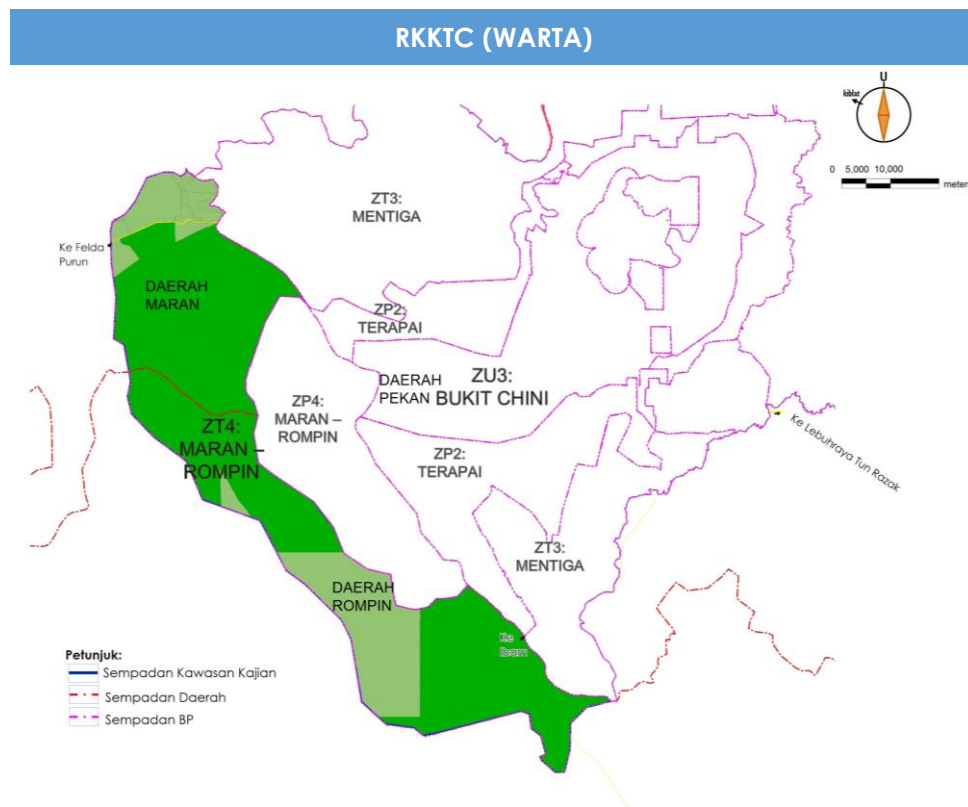 RKKTC (WARTA)
U
kiblat
0 5,000 10,000
meter
ZT3:
MENTIGA
Ke Felda
Purun
DAERAH
MARAN
ZP2:
TERAPAI
DAERAH
PEKAN
ZU3:
BUKIT CHINI
ZP4:
MARAN –
ROMPIN
Ke Lebuhraya Tun Razak
ZT4:
MARAN –
ROMPIN
ZP2:
TERAPAI
ZT3:
MENTIGA
DAERAH
ROMPIN
Ke
Ibam
Petunjuk:
Sempadan Kawasan Kajian
Sempadan Daerah
Sempadan BP